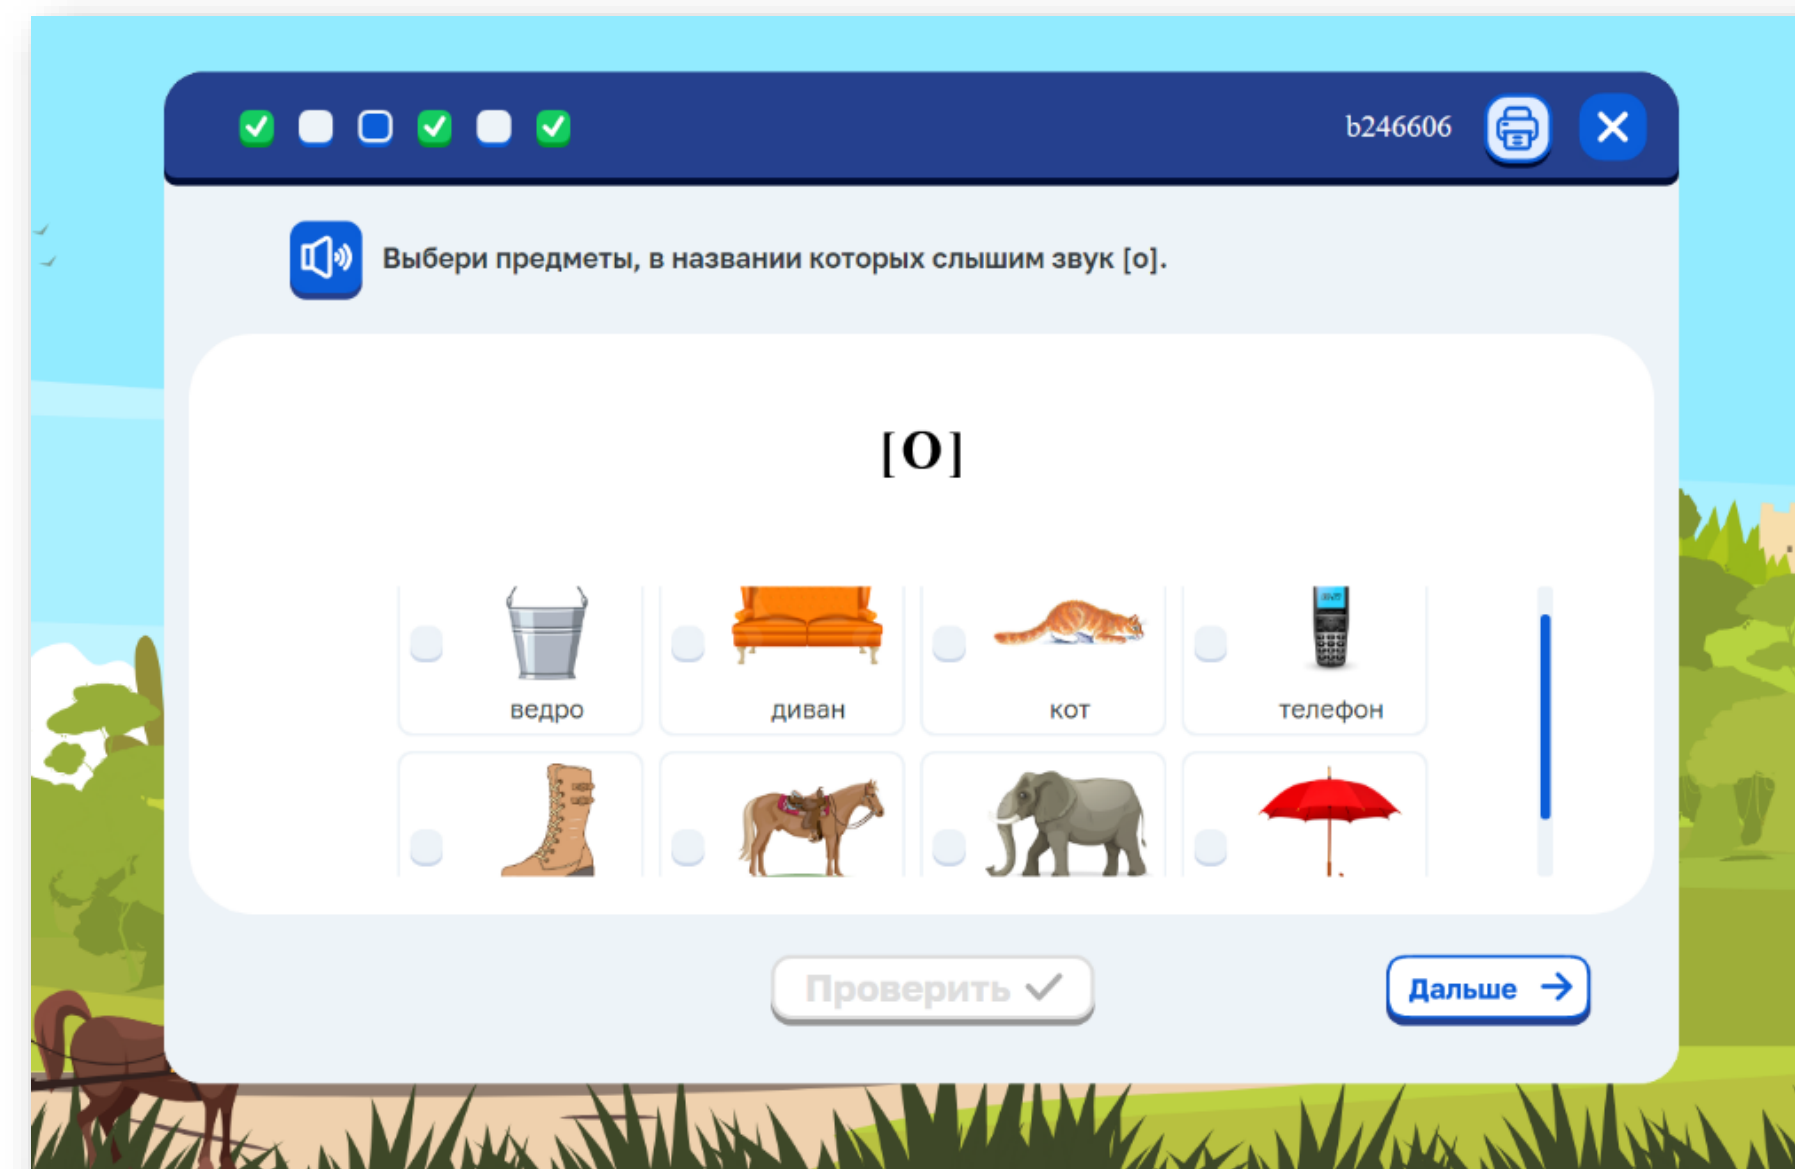 b246606
Выбери предметы, в названии которых слышим звук [о].
[О]
ведро
диван
кот
телефон
Проверить
Дальше